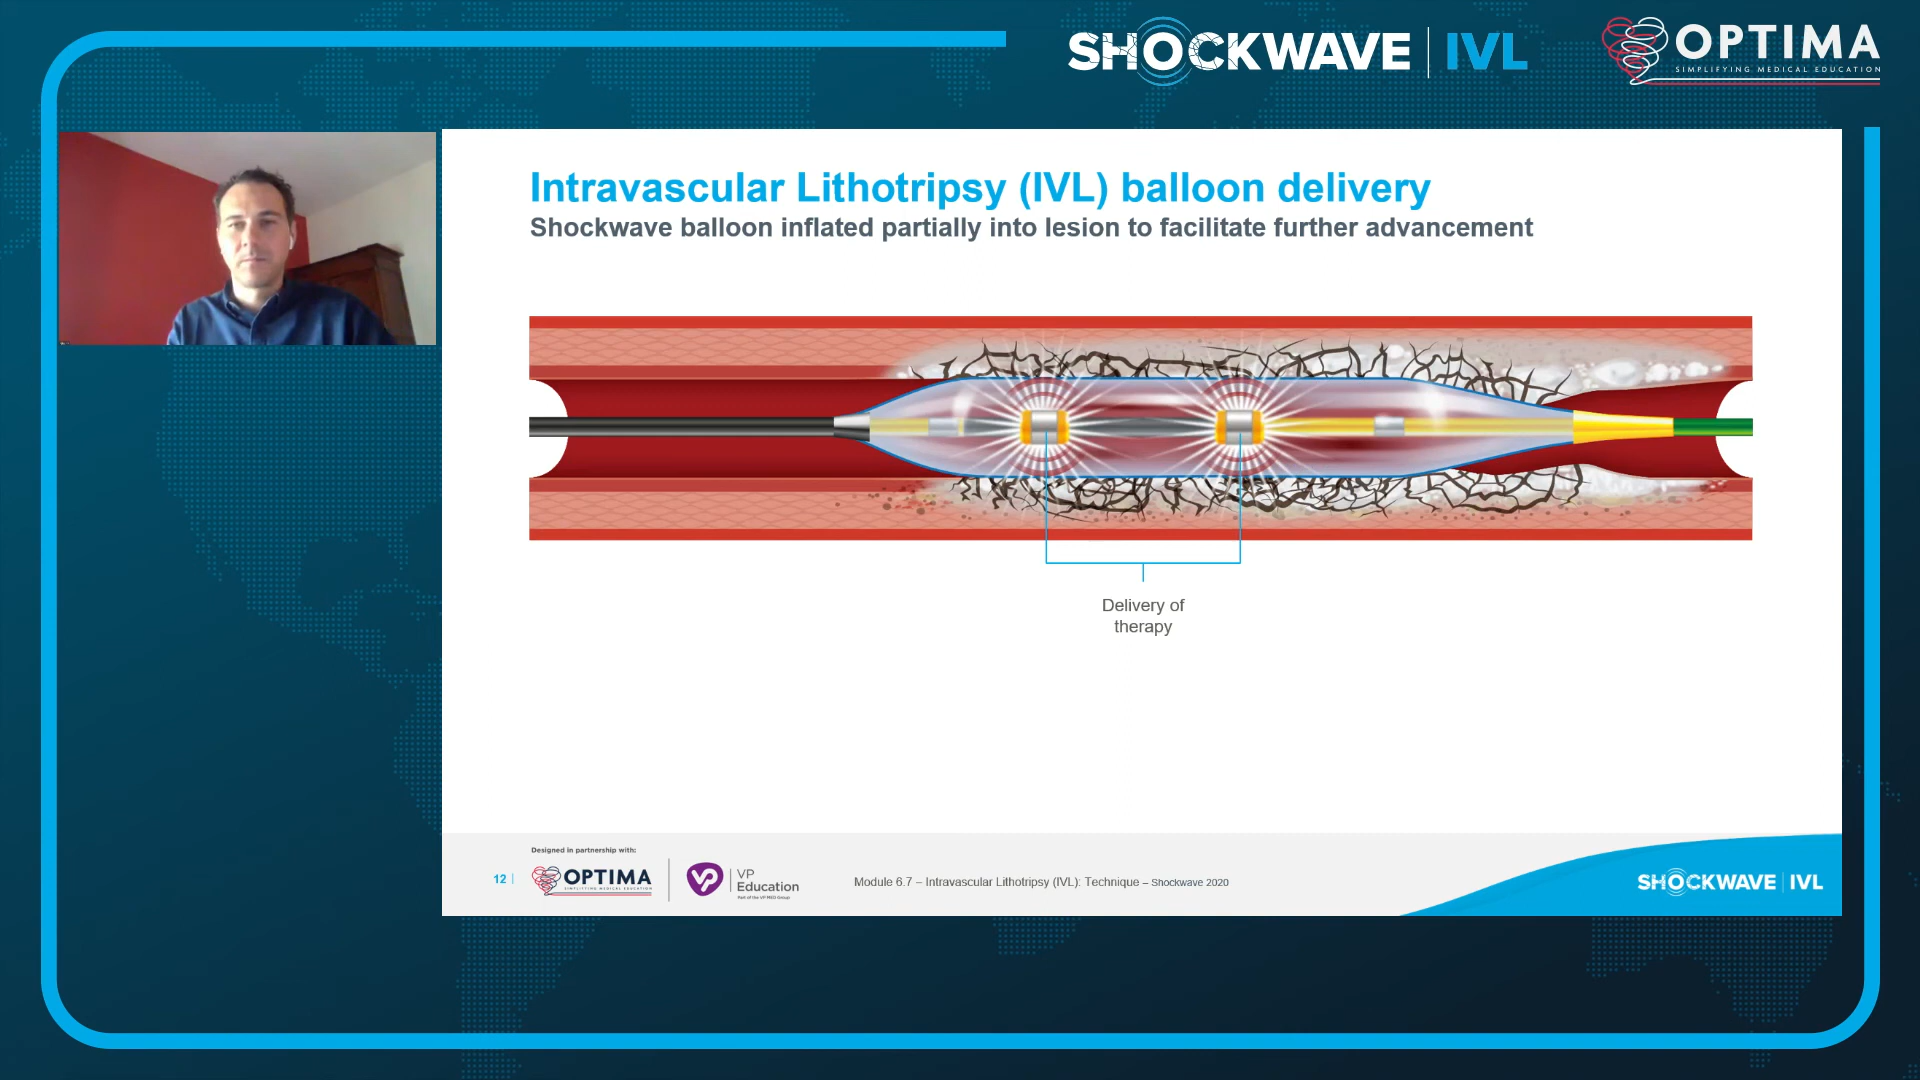 SHOCKWAVE | IVL
OPTIMA
SIMPLIFYING MEDICAL EDUCATION
Intravascular Lithotripsy (IVL) balloon delivery
Shockwave balloon inflated partially into lesion to facilitate further advancement
Delivery of
therapy
Designed in partnership with:
12 |
OPTIMA
SIMPLIFYING MEDICAL EDUCATION
VP
VP
Education
Part of the VP MED Group
Module 6.7 – Intravascular Lithotripsy (IVL): Technique – Shockwave 2020
SHOCKWAVE | IVL